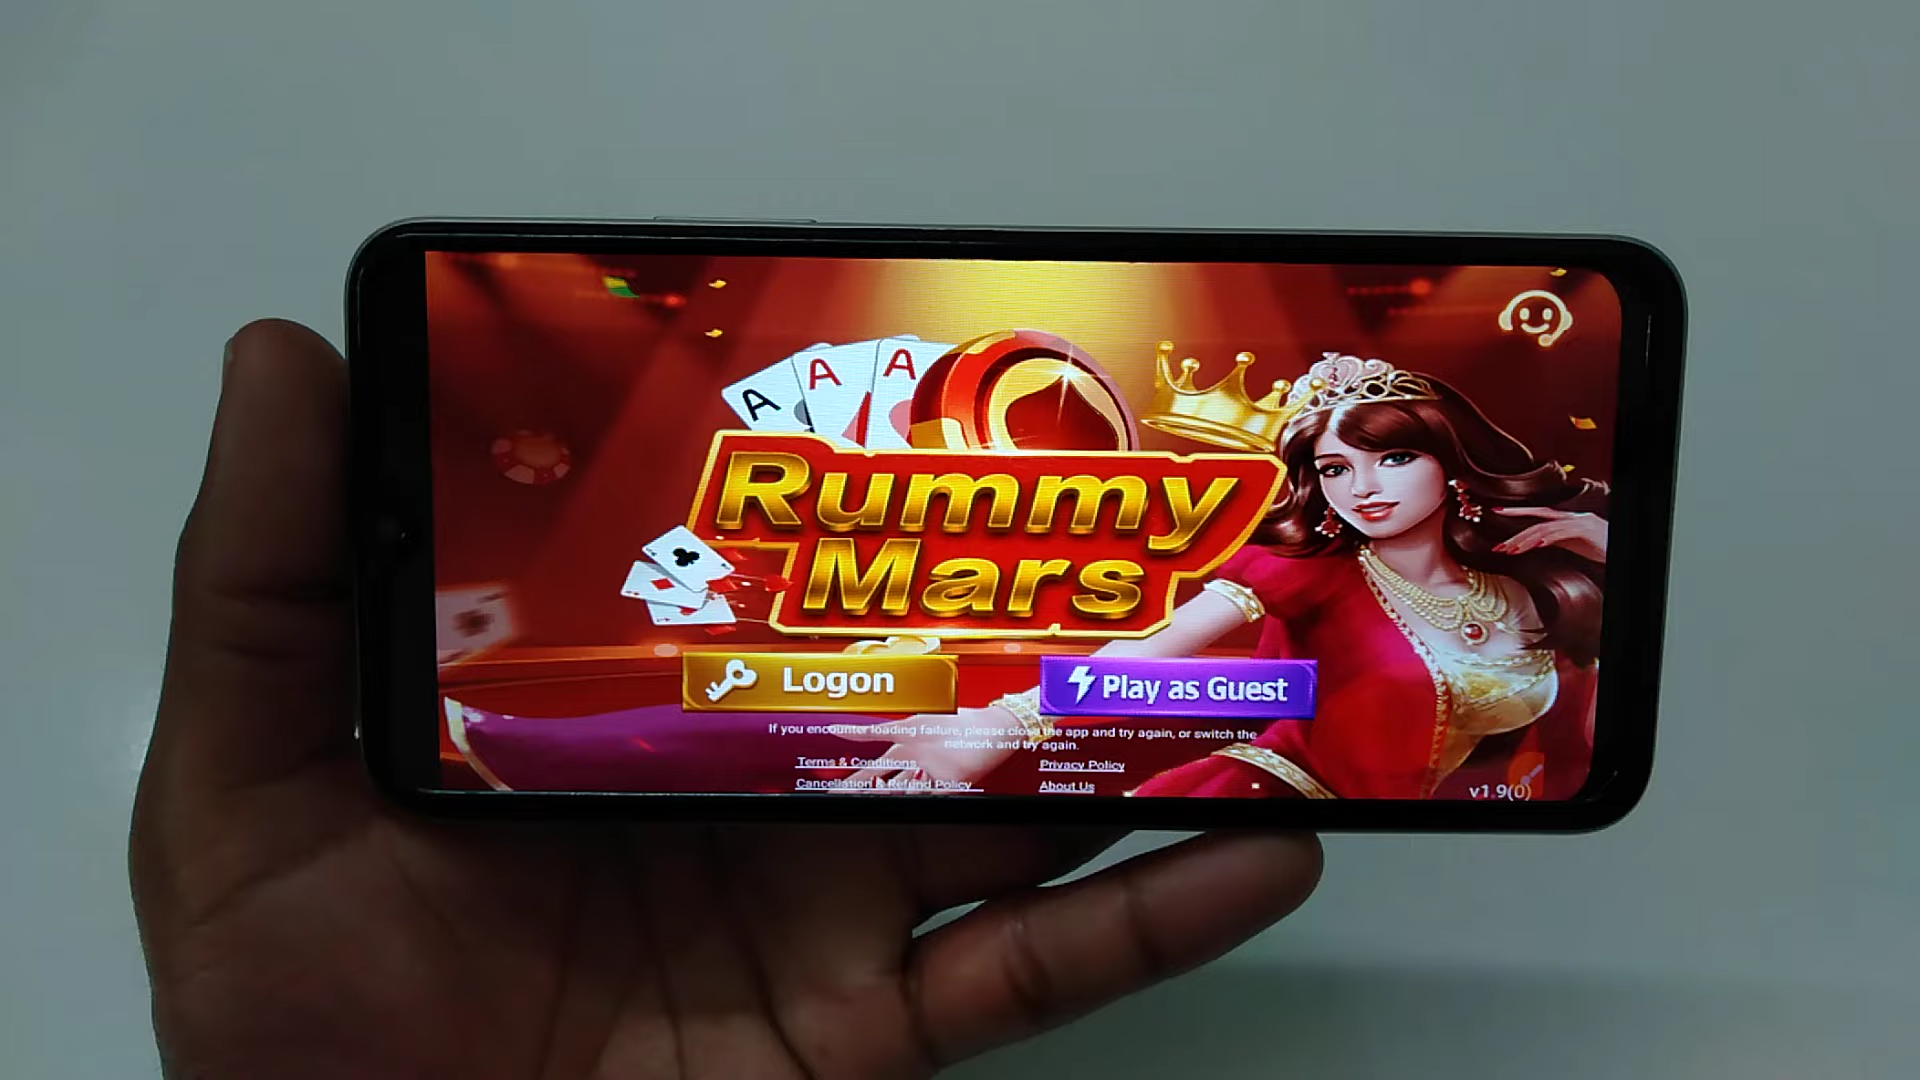 A A A
Rummy
Mars
Logon
Play as Guest
If you encounter loading failure, please close the app and try again, or switch the
network and try again.
Terms & Conditions
Privacy Policy
Cancellation & Refund Policy
About Us
v1.9(0)